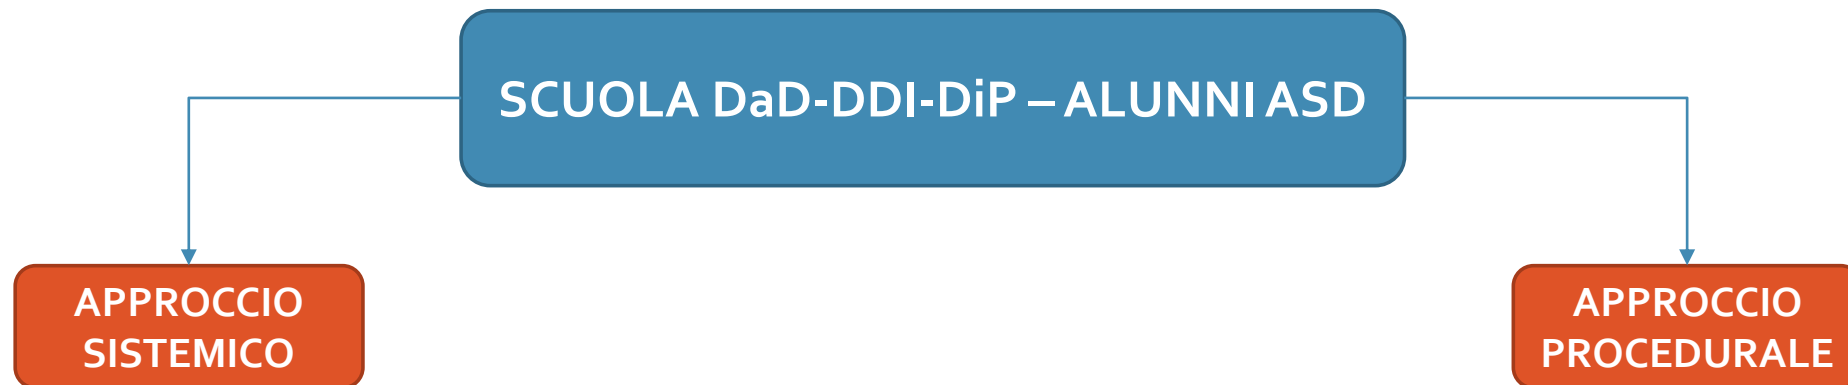 SCUOLA DaD-DDI-DiP – ALUNNI ASD
APPROCCIO
SISTEMICO
APPROCCIO
PROCEDURALE